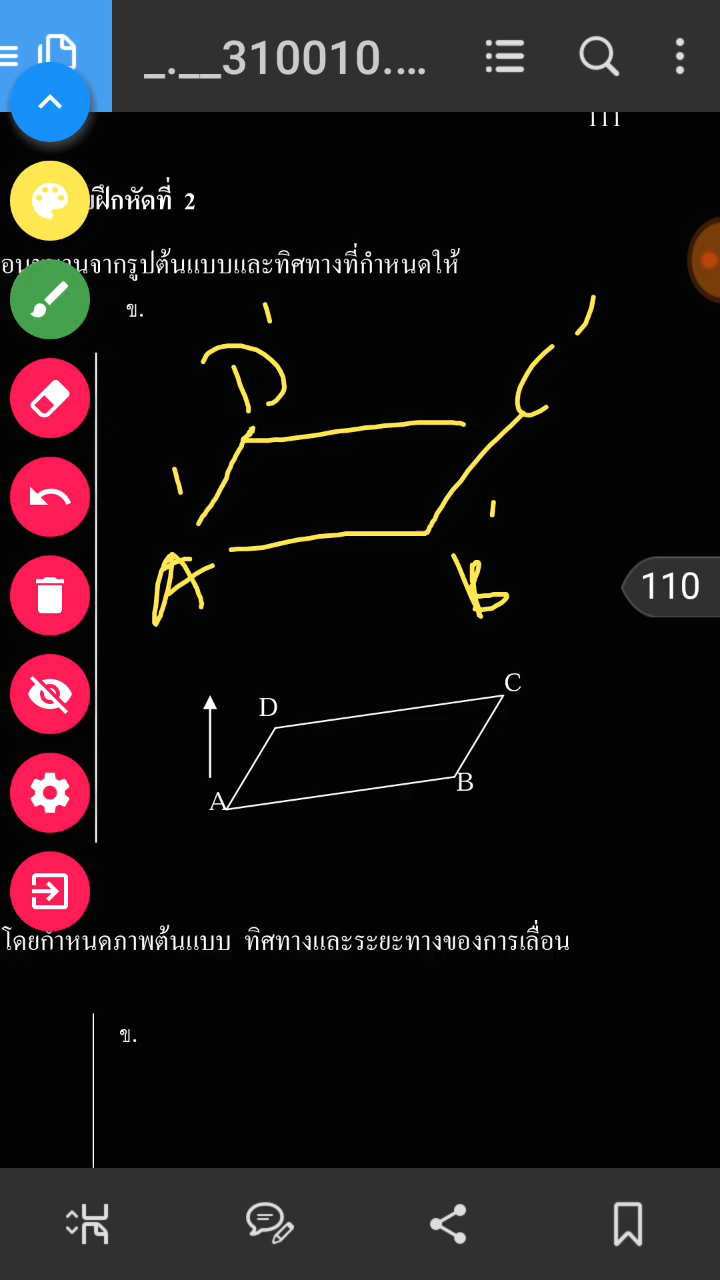 _.__310010....
111
ฝึกหัดที่ 2
จากรูปต้นแบบและทิศทางที่กำหนดให้
ข.
D' C'
A' B'
110
D C
A B
โดยกำหนดภาพต้นแบบ ทิศทางและระยะทางของการเลื่อน
ข.